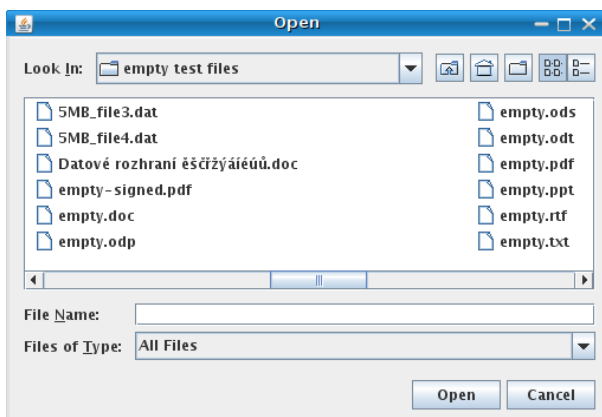 Open
Look In: empty test files
5MB_file3.dat
5MB_file4.dat
Datové rozhraní ěščřžýáíéúů.doc
empty-signed.pdf
empty.doc
empty.odp
empty.ods
empty.odt
empty.pdf
empty.ppt
empty.rtf
empty.txt
File Name:
Files of Type: All Files
Open Cancel